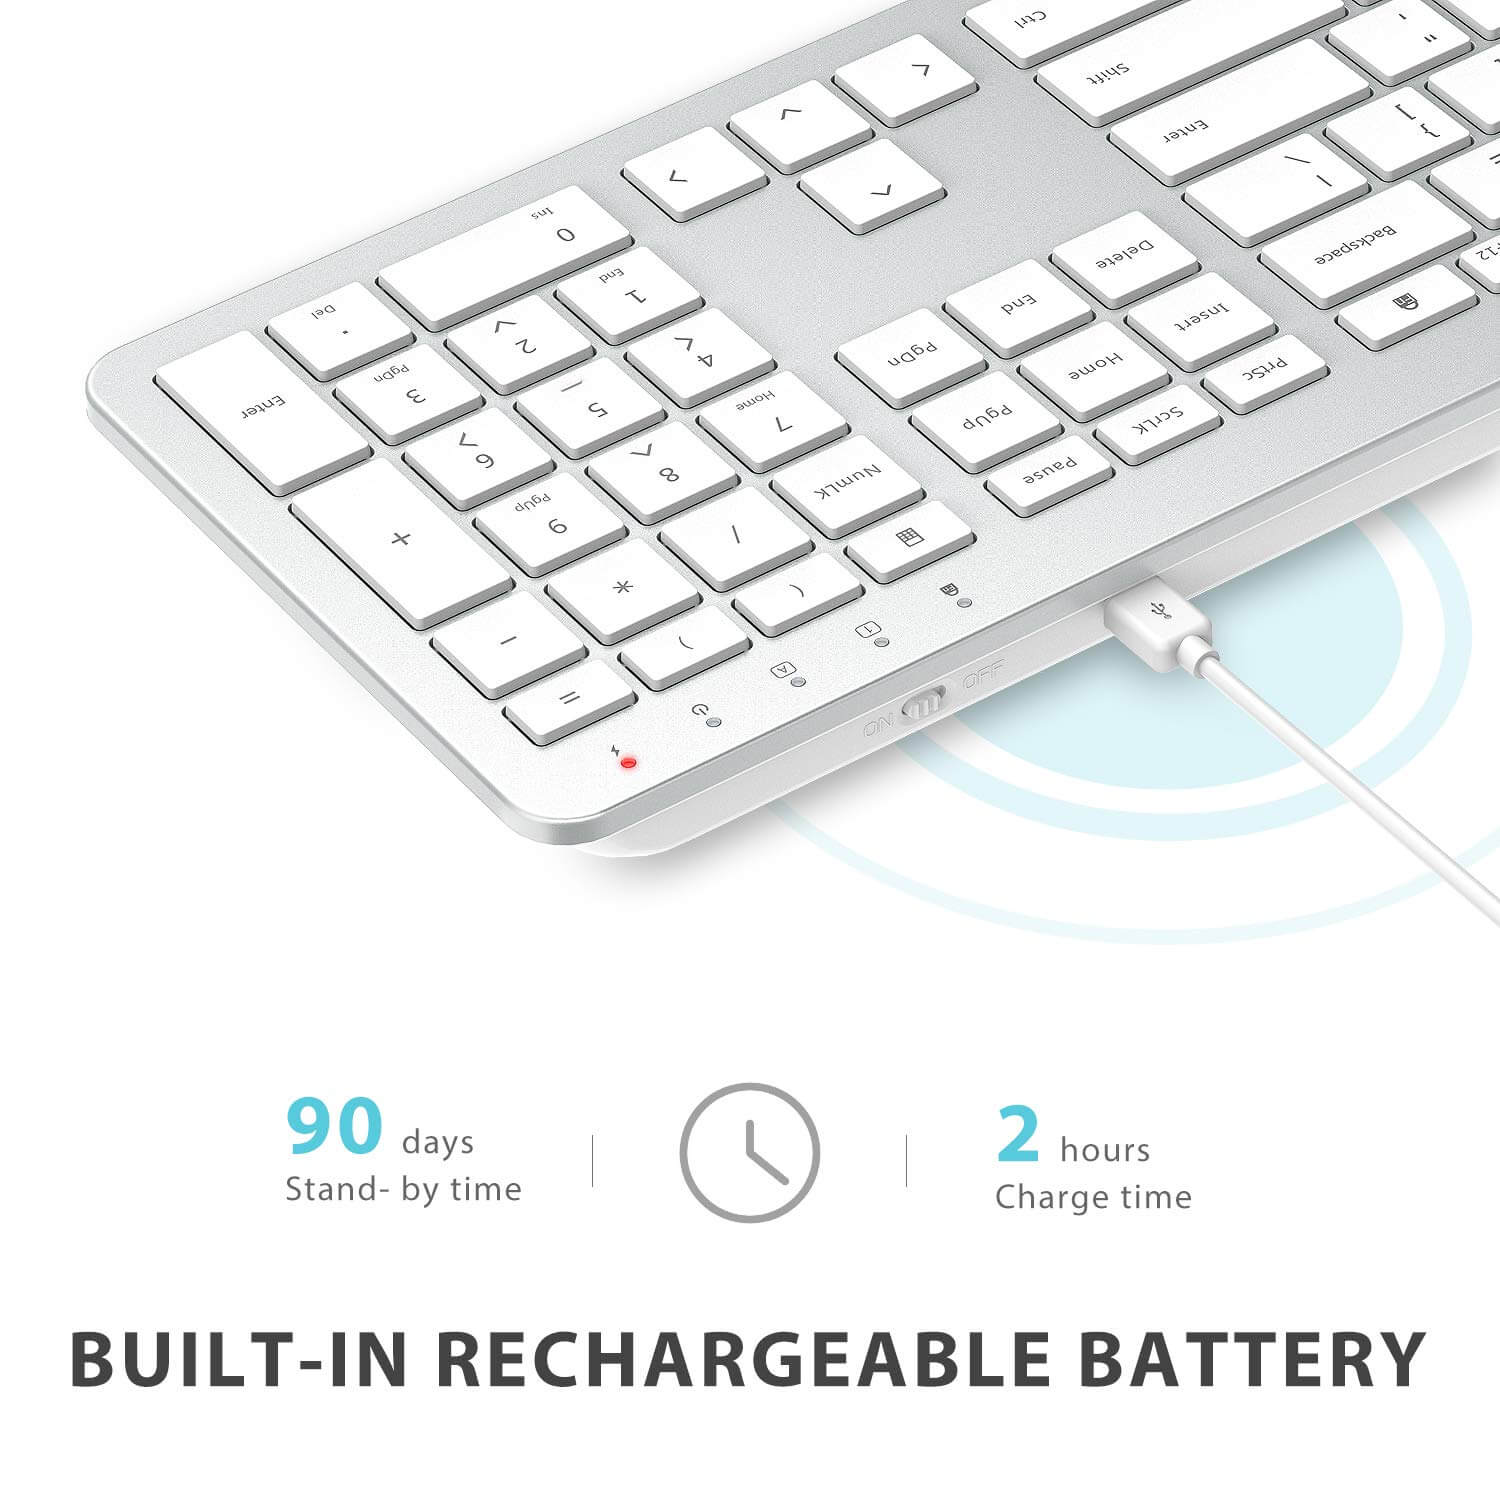 Ctrl
Shift
Enter
Backspace
F12
Delete
End
PgDn
Insert
Home
PgUp
PrtSc
ScrLK
Pause
0
Ins
.
Del
1
End
2
3
PgDn
Enter
4
5
6
7
Home
8
9
PgUp
+
NumLK
/
*
-
(
)
=
A
1
ON
OFF
90 days
Stand- by time
2 hours
Charge time
BUILT-IN RECHARGEABLE BATTERY